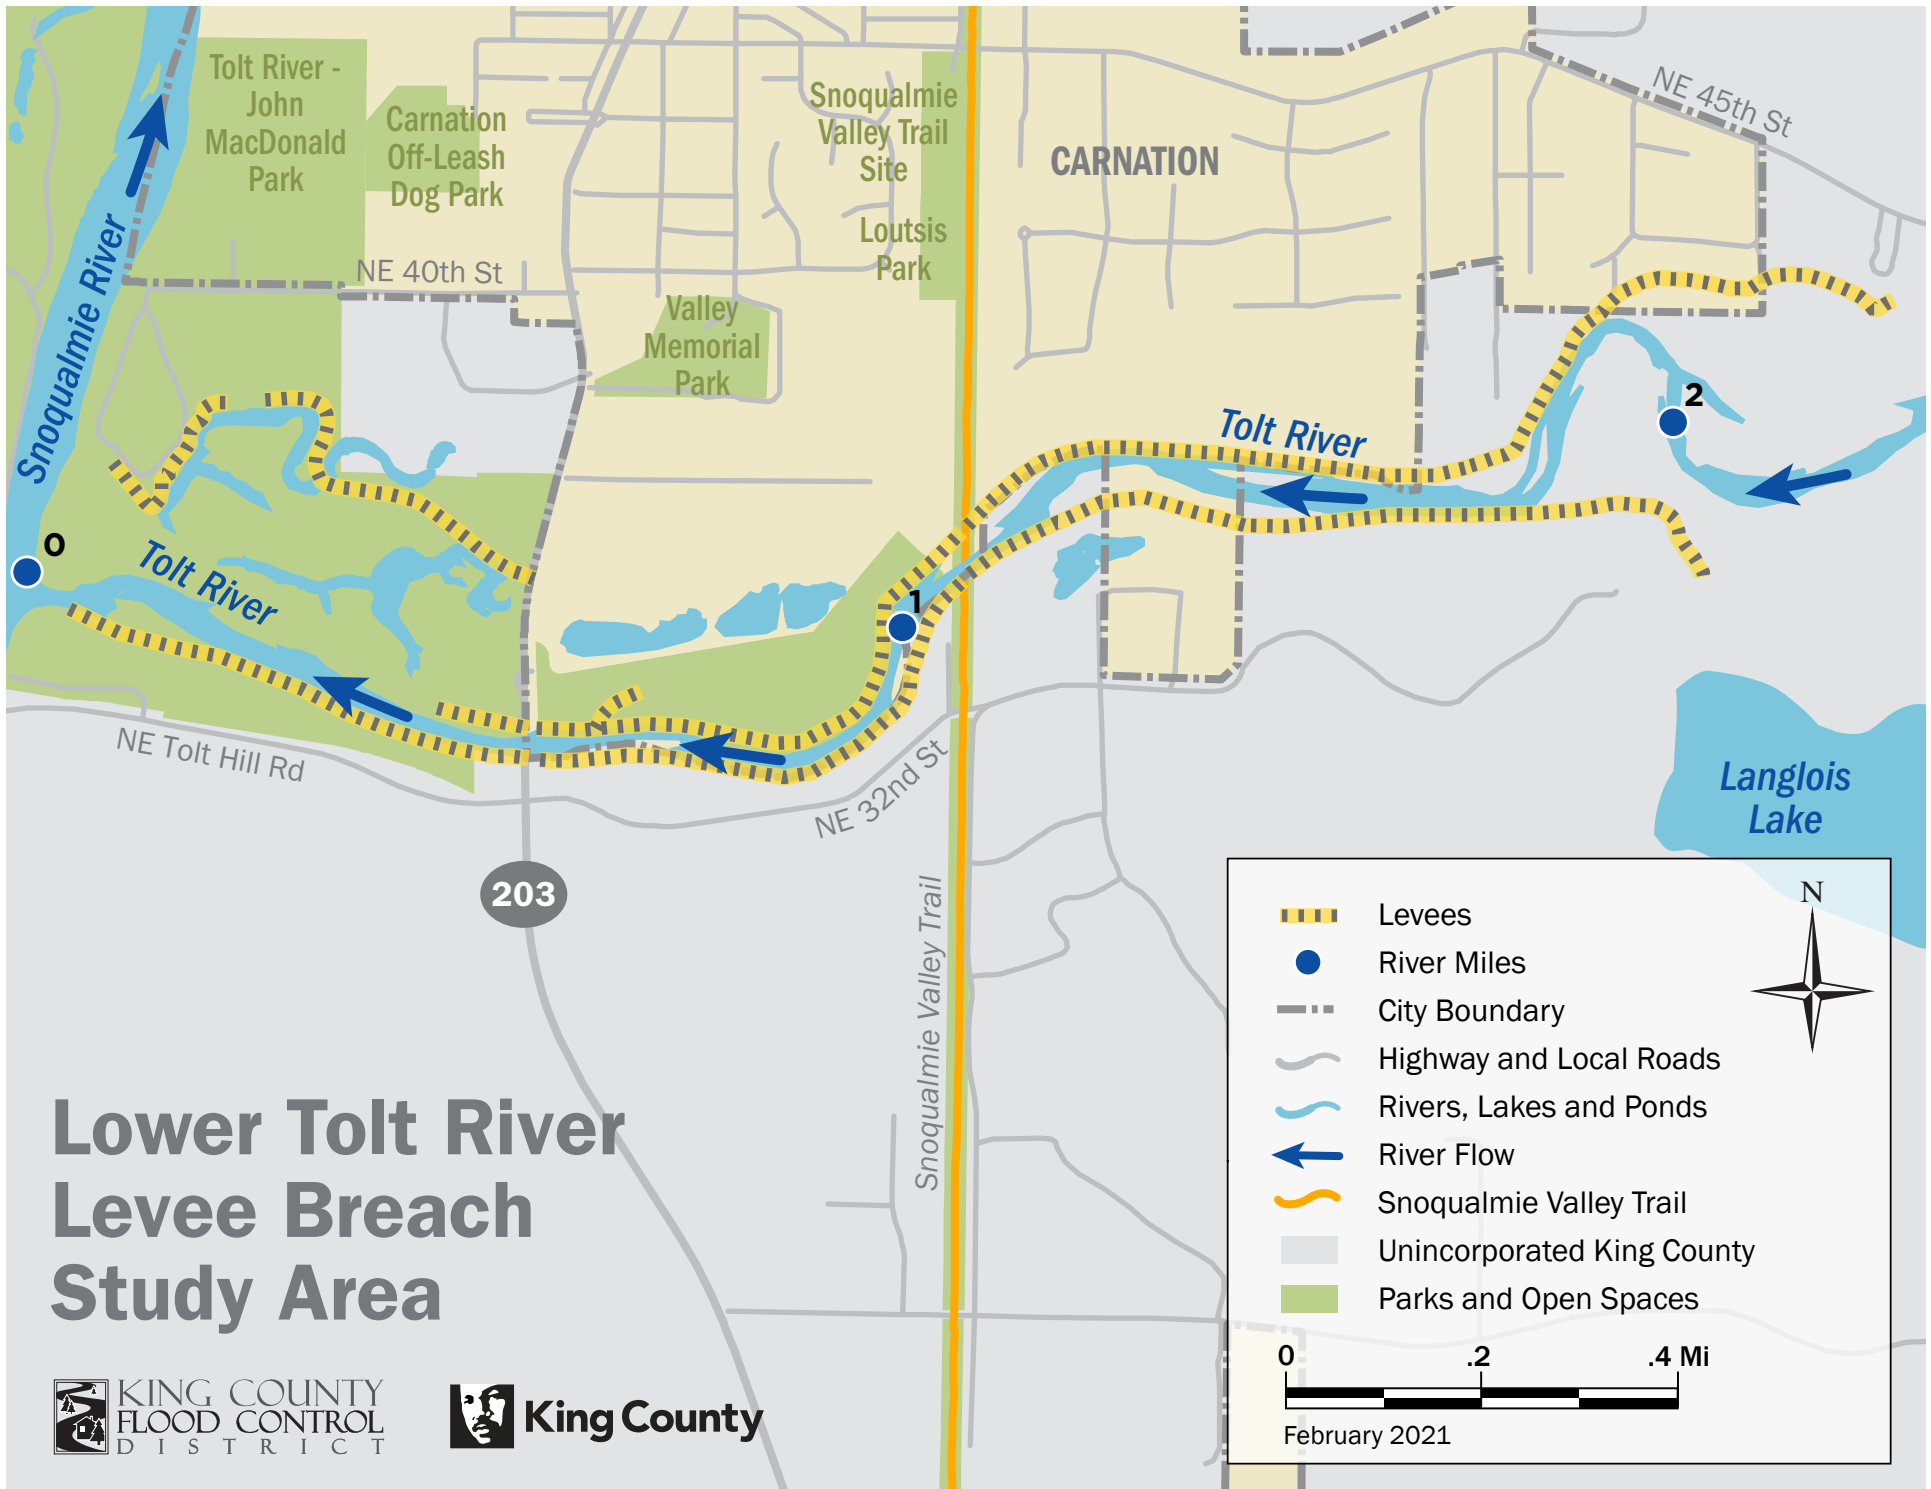 Tolt River -
John
MacDonald
Park
Carnation
Off-Leash
Dog Park
Snoqualmie
Valley Trail
Site
Loutsis
Park
CARNATION
NE 45th St
Snoqualmie River
NE 40th St
Valley
Memorial
Park
2
Tolt River
0
Tolt River
1
NE Tolt Hill Rd
NE 32nd St
Langlois
Lake
203
Snoqualmie Valley Trail
N
Levees
River Miles
City Boundary
Highway and Local Roads
Rivers, Lakes and Ponds
River Flow
Snoqualmie Valley Trail
Unincorporated King County
Parks and Open Spaces
0 .2 .4 Mi
February 2021
Lower Tolt River
Levee Breach
Study Area
KING COUNTY
FLOOD CONTROL
DISTRICT
King County